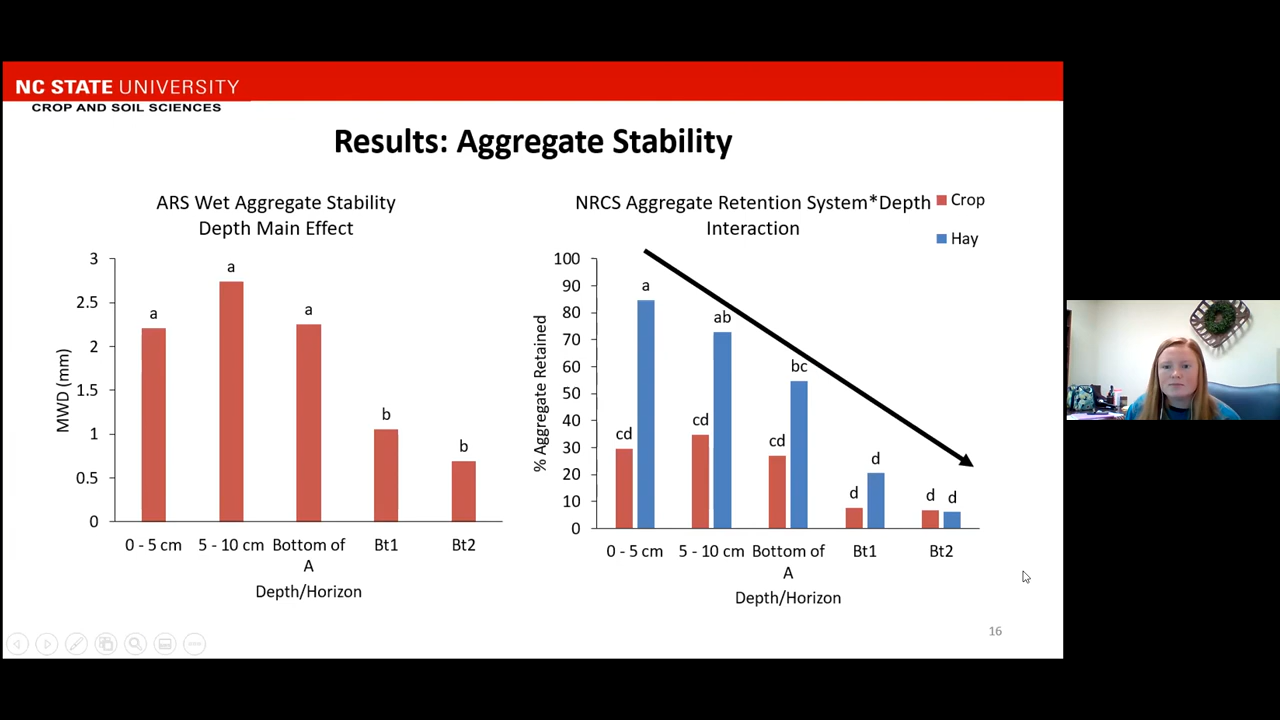 NC STATE UNIVERSITY
CROP AND SOIL SCIENCES
Results: Aggregate Stability
ARS Wet Aggregate Stability
Depth Main Effect
MWD (mm)
3
2.5
2
1.5
1
0.5
0
a
a
a
b
b
0 - 5 cm
5 - 10 cm
Bottom of
A
Bt1
Bt2
Depth/Horizon
NRCS Aggregate Retention System*Depth
Interaction
Crop
Hay
% Aggregate Retained
100
90
80
70
60
50
40
30
20
10
0
cd
a
cd
ab
cd
bc
d
d
d
d
0 - 5 cm
5 - 10 cm
Bottom of
A
Bt1
Bt2
Depth/Horizon
16